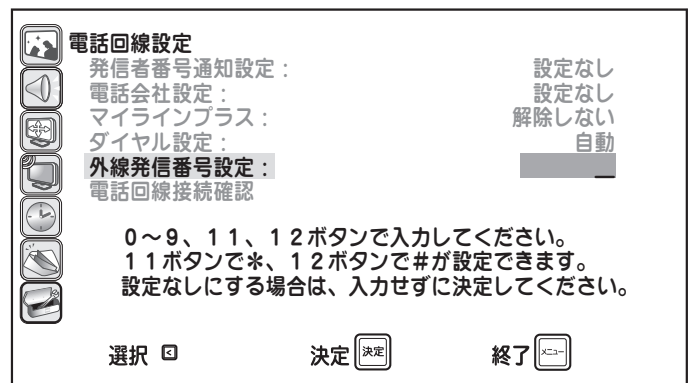 電話回線設定
発信者番号通知設定： 設定なし
電話会社設定： 設定なし
マイラインプラス： 解除しない
ダイヤル設定： 自動
外線発信番号設定： _
電話回線接続確認
0～9、11、12ボタンで入力してください。
11ボタンで＊、12ボタンで＃が設定できます。
設定なしにする場合は、入力せずに決定してください。
選択 決定 決定 終了 メニュー